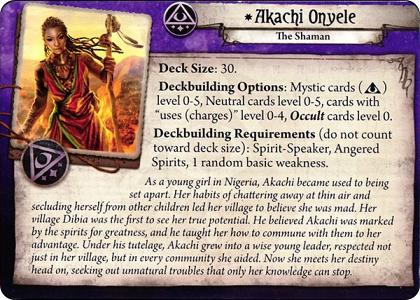 Akachi Onyele
The Shaman
Deck Size: 30.
Deckbuilding Options: Mystic cards ( )
level 0-5, Neutral cards level 0-5, cards with
“uses (charges)” level 0-4, Occult cards level 0.
Deckbuilding Requirements (do not count
toward deck size): Spirit-Speaker, Angered
Spirits, 1 random basic weakness.
As a young girl in Nigeria, Akachi became used to being
set apart. Her habits of chattering away at thin air and
secluding herself from other children led her village to believe she was mad. Her
village Dibia was the first to see her true potential. He believed Akachi was marked
by the spirits for greatness, and he taught her how to commune with them to her
advantage. Under his tutelage, Akachi grew into a wise young leader, respected not
just in her village, but in every community she aided. Now she meets her destiny
head on, seeking out unnatural troubles that only her knowledge can stop.